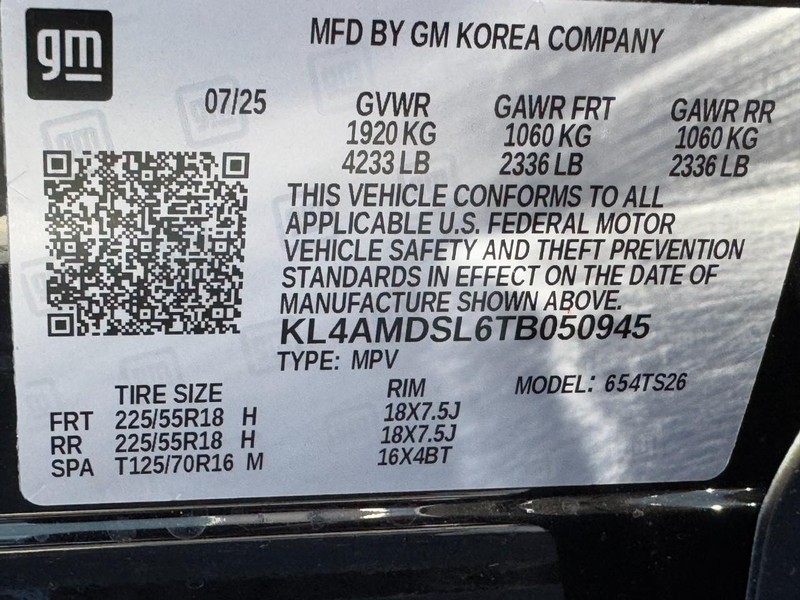 gm
MFD BY GM KOREA COMPANY
07/25 GVWR GAWR FRT GAWR RR
1920 KG 1060 KG 1060 KG
4233 LB 2336 LB 2336 LB
THIS VEHICLE CONFORMS TO ALL
APPLICABLE U.S. FEDERAL MOTOR
VEHICLE SAFETY AND THEFT PREVENTION
STANDARDS IN EFFECT ON THE DATE OF
MANUFACTURE SHOWN ABOVE.
KL4AMDSL6TB050945
TYPE: MPV
TIRE SIZE RIM MODEL: 654TS26
FRT 225/55R18 H 18X7.5J
RR 225/55R18 H 18X7.5J
SPA T125/70R16 M 16X4BT